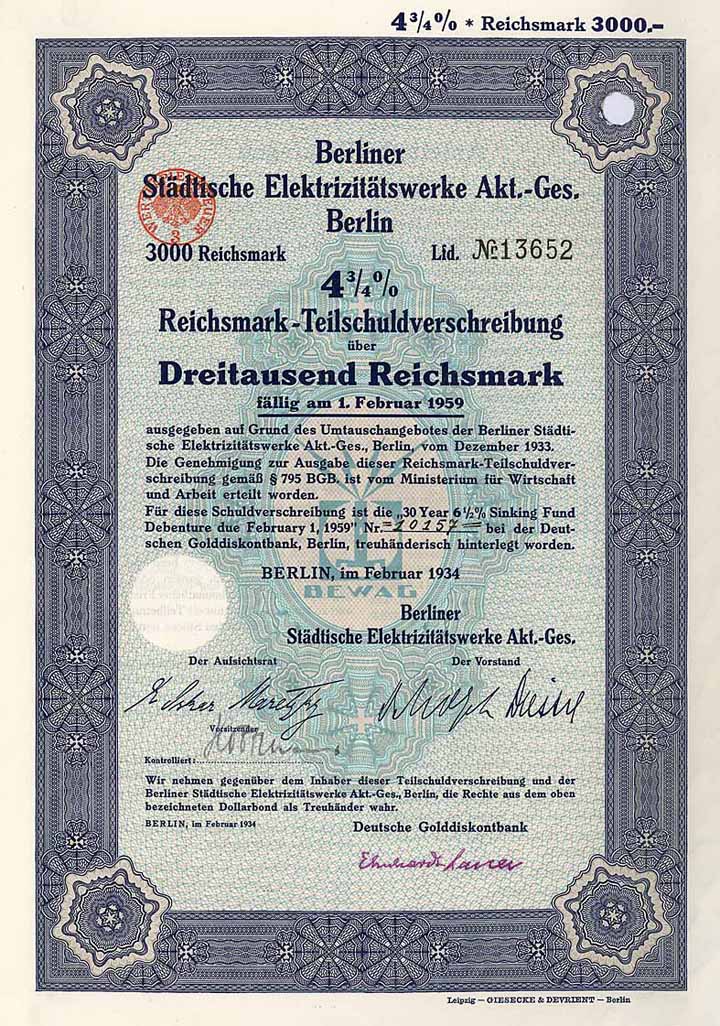 4¾% * Reichsmark 3000.-
Berliner
Städtische Elektrizitätswerke Akt.-Ges.
Berlin
WERTPAPIERSTEUER
3000 Reichsmark Lfd. №13652
4¾%
Reichsmark-Teilschuldverschreibung
über
Dreitausend Reichsmark
fällig am 1. Februar 1959
ausgegeben auf Grund des Umtauschangebotes der Berliner Städti-
sche Elektrizitätswerke Akt.-Ges., Berlin, vom Dezember 1933.
Die Genehmigung zur Ausgabe dieser Reichsmark-Teilschuldver-
schreibung gemäß § 795 BGB. ist vom Ministerium für Wirtschaft
und Arbeit erteilt worden.
Für diese Schuldverschreibung ist die „30 Year 6½% Sinking Fund
Debenture due February 1, 1959" Nr. =10157= bei der Deut-
schen Golddiskontbank, Berlin, treuhänderisch hinterlegt worden.
BERLIN, im Februar 1934
BEWAG
Berliner
Städtische Elektrizitätswerke Akt.-Ges.
Der Aufsichtsrat Der Vorstand
Vorsitzender
Kontrolliert:
Wir nehmen gegenüber dem Inhaber dieser Teilschuldverschreibung und der
Berliner Städtische Elektrizitätswerke Akt.-Ges., Berlin, die Rechte aus dem oben
bezeichneten Dollarbond als Treuhänder wahr.
BERLIN, im Februar 1934 Deutsche Golddiskontbank
Leipzig — GIESECKE & DEVRIENT — Berlin